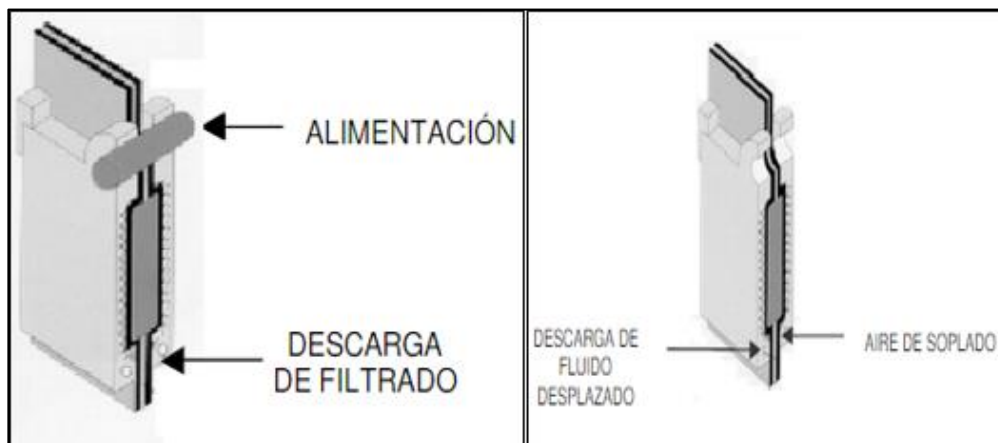 ALIMENTACIÓN
DESCARGA
DE FILTRADO
DESCARGA DE
FLUIDO
DESPLAZADO
AIRE DE SOPLADO